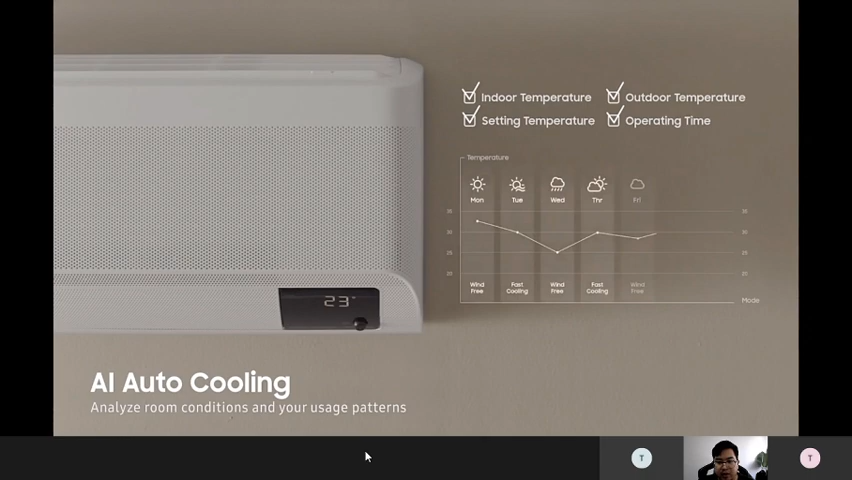 Indoor Temperature Outdoor Temperature
Setting Temperature Operating Time
Temperature
Mon Tue Wed Thr Fri
35 35
30 30
25 25
20 20
Wind Free Fast Cooling Wind Free Fast Cooling Wind Free
Mode
23°
AI Auto Cooling
Analyze room conditions and your usage patterns
T T